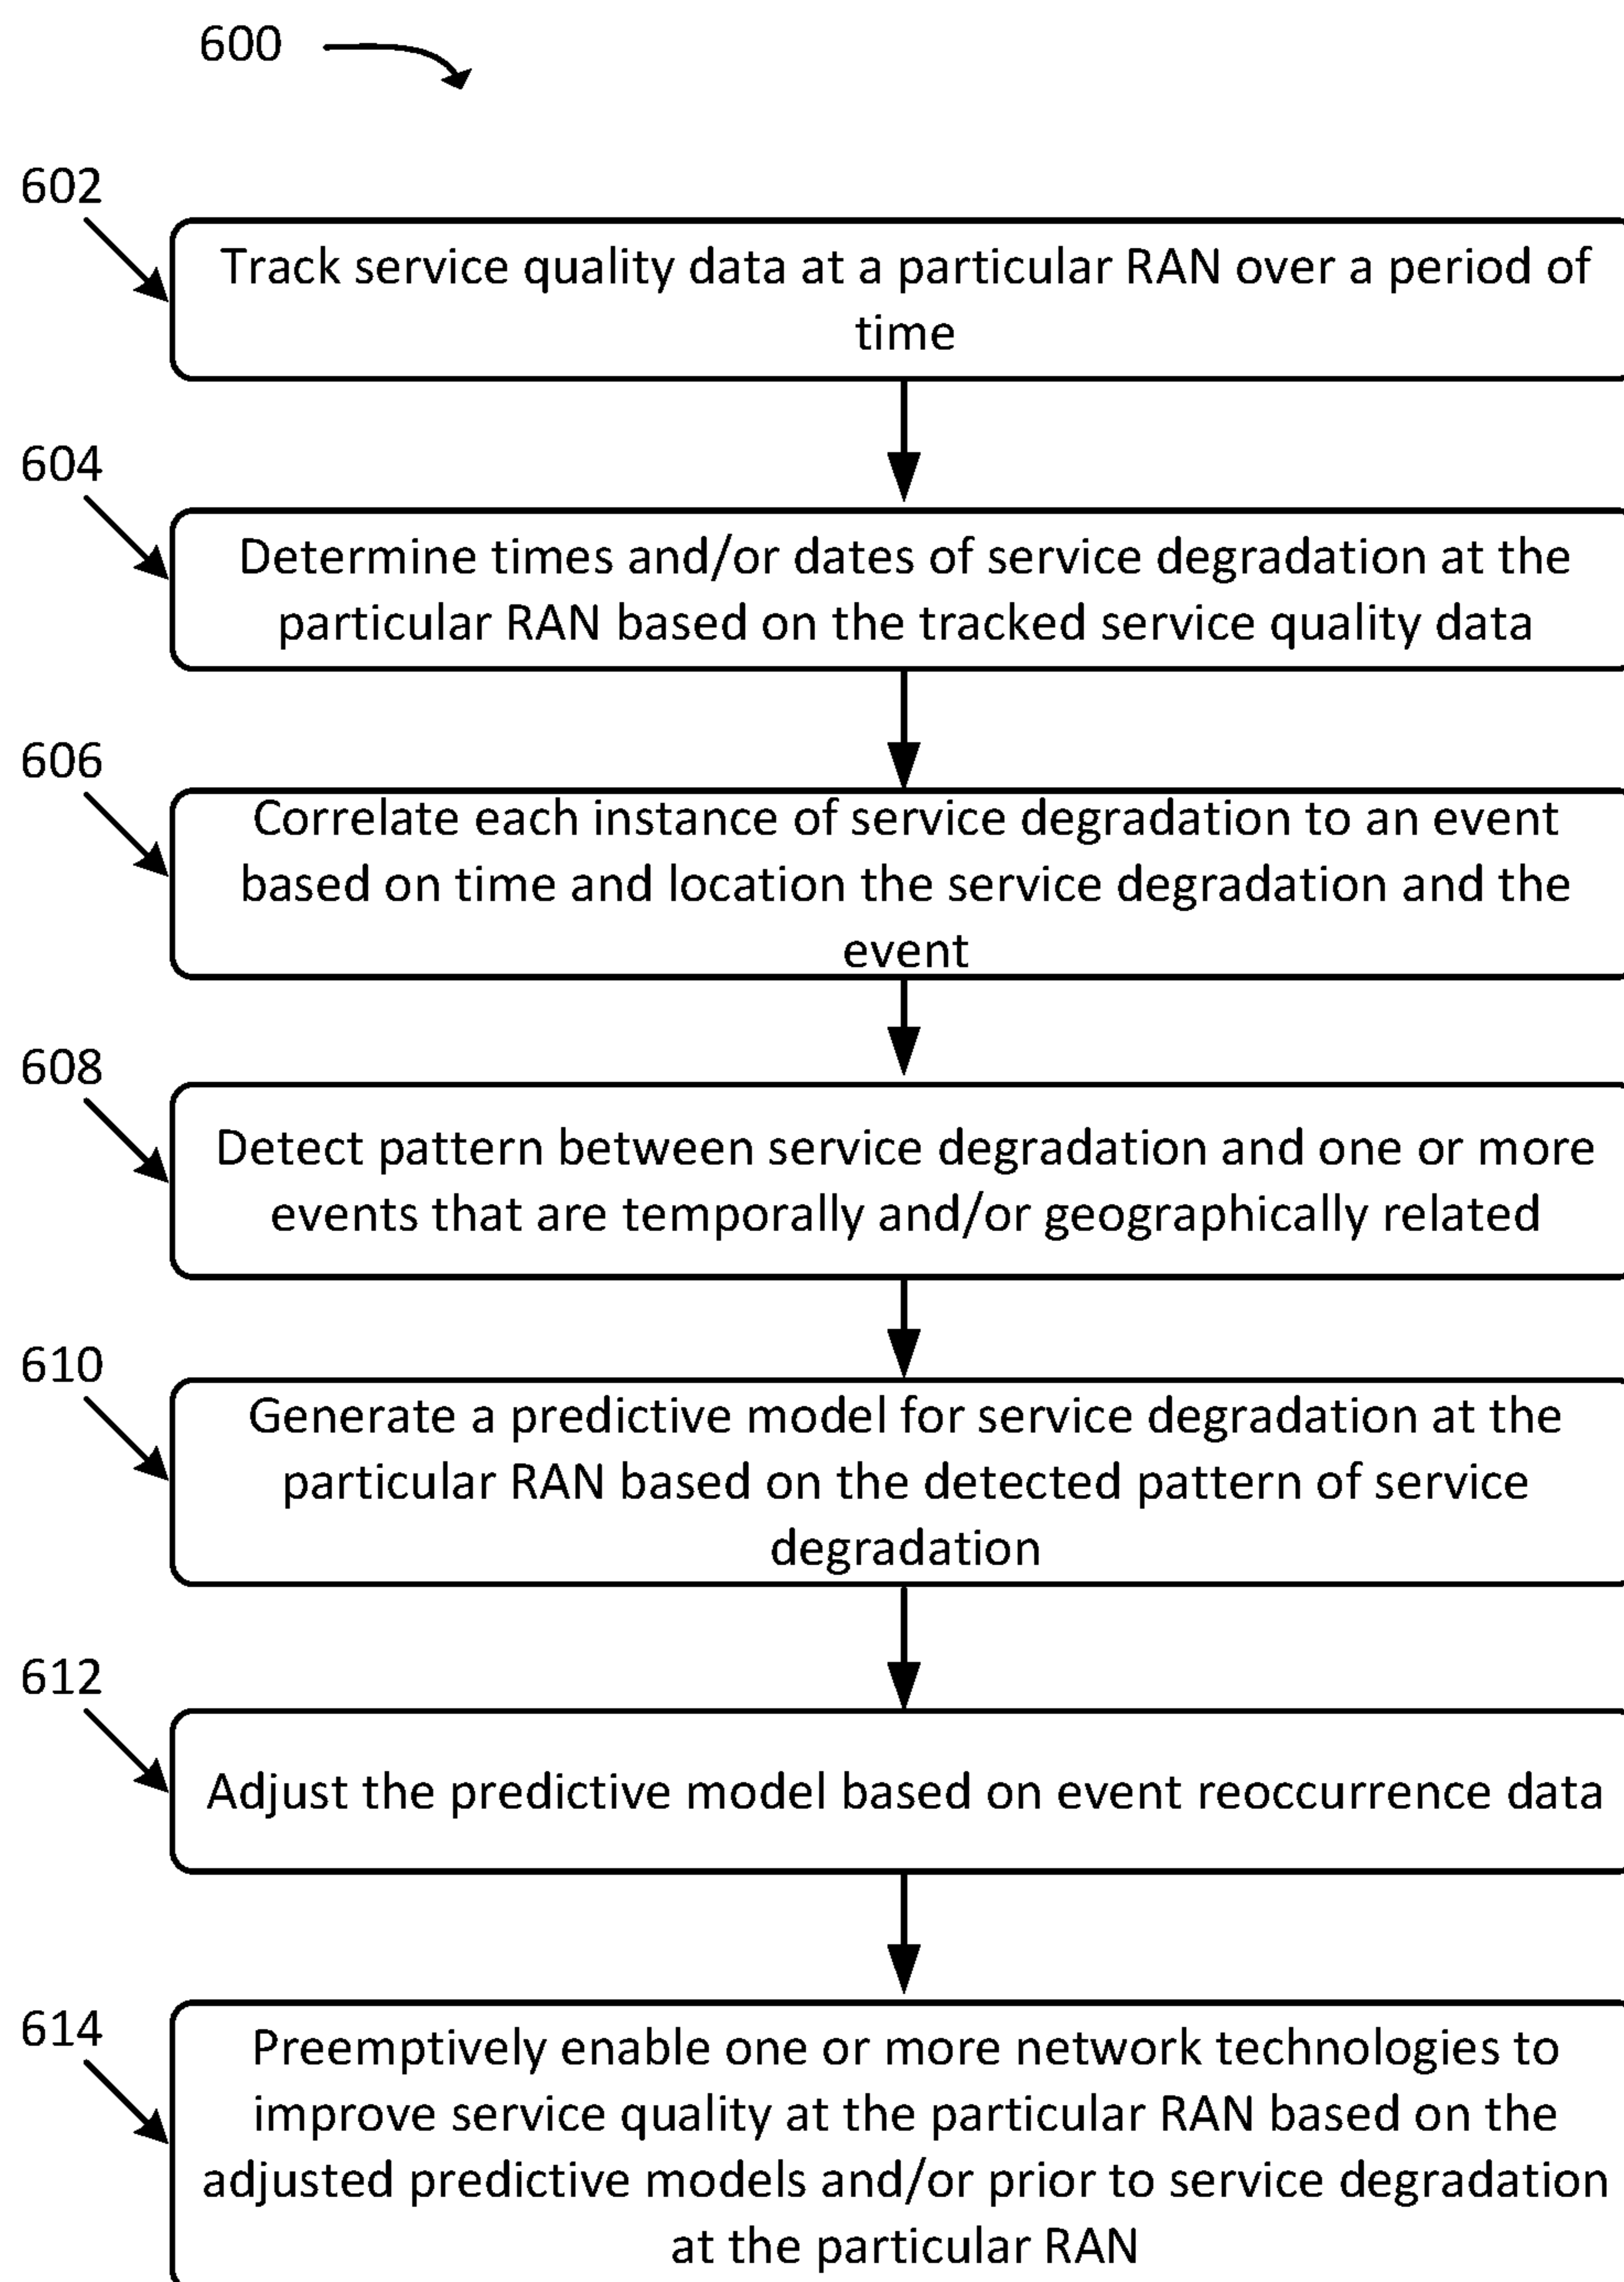 600
602
Track service quality data at a particular RAN over a period of
time
604
Determine times and/or dates of service degradation at the
particular RAN based on the tracked service quality data
606
Correlate each instance of service degradation to an event
based on time and location the service degradation and the
event
608
Detect pattern between service degradation and one or more
events that are temporally and/or geographically related
610
Generate a predictive model for service degradation at the
particular RAN based on the detected pattern of service
degradation
612
Adjust the predictive model based on event reoccurrence data
614
Preemptively enable one or more network technologies to
improve service quality at the particular RAN based on the
adjusted predictive models and/or prior to service degradation
at the particular RAN